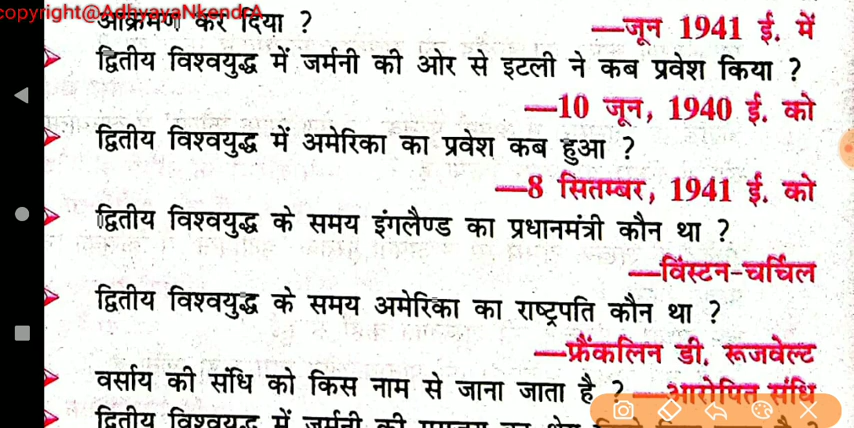 copyright@AdhyayaNkendrA
आक्रमण कर दिया ?
—जून 1941 ई. में
द्वितीय विश्वयुद्ध में जर्मनी की ओर से इटली ने कब प्रवेश किया ?
—10 जून, 1940 ई. को
द्वितीय विश्वयुद्ध में अमेरिका का प्रवेश कब हुआ ?
—8 सितम्बर, 1941 ई. को
द्वितीय विश्वयुद्ध के समय इंगलैण्ड का प्रधानमंत्री कौन था ?
—विंस्टन-चर्चिल
द्वितीय विश्वयुद्ध के समय अमेरिका का राष्ट्रपति कौन था ?
—फ्रैंकलिन डी. रूजवेल्ट
वर्साय की संधि को किस नाम से जाना जाता है ? —आरोपित संधि
द्वितीय विश्वयुद्ध में जर्मनी की